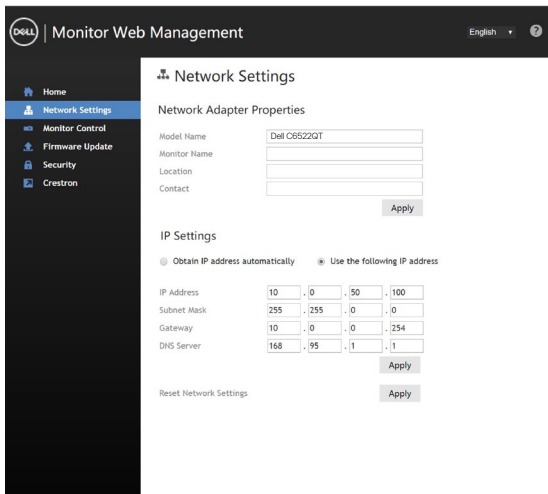 DELL | Monitor Web Management
English ▼ ?
Home
Network Settings
Monitor Control
Firmware Update
Security
Crestron
Network Settings
Network Adapter Properties
Model Name Dell C6522QT
Monitor Name
Location
Contact
Apply
IP Settings
Obtain IP address automatically Use the following IP address
IP Address 10 . 0 . 50 . 100
Subnet Mask 255 . 255 . 0 . 0
Gateway 10 . 0 . 0 . 254
DNS Server 168 . 95 . 1 . 1
Apply
Reset Network Settings Apply